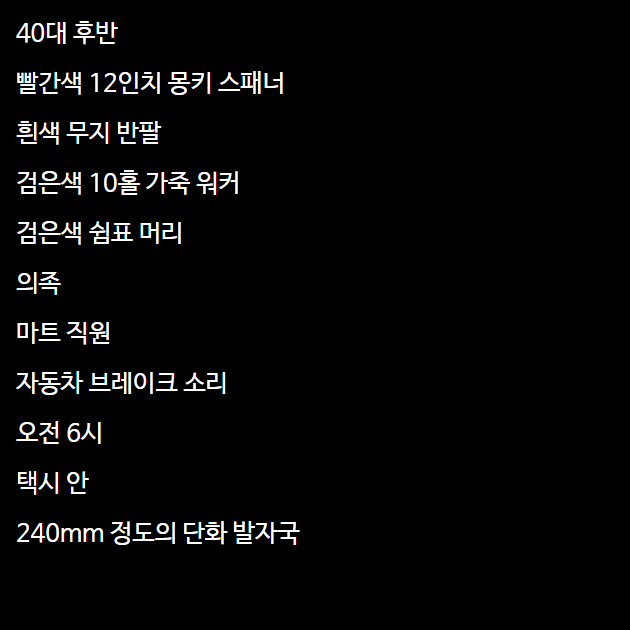 40대 후반
빨간색 12인치 몽키 스패너
흰색 무지 반팔
검은색 10홀 가죽 워커
검은색 쉼표 머리
의족
마트 직원
자동차 브레이크 소리
오전 6시
택시 안
240mm 정도의 단화 발자국